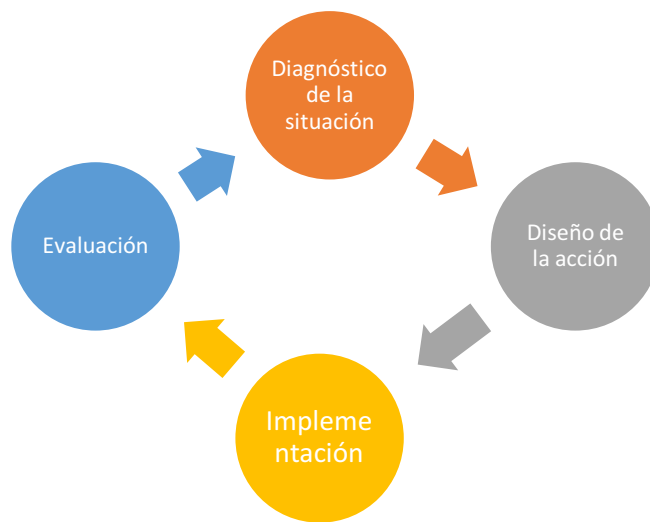 Diagnóstico
de la
situación
Diseño de
la acción
Impleme
ntación
Evaluación